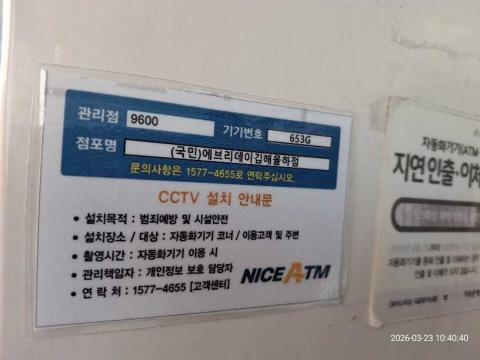 관리점 9600
기기번호 653G
점포명 (국민)에브리데이김해율하점
문의사항은 1577-4655로 연락주십시오.
CCTV 설치 안내문
• 설치목적 : 범죄예방 및 시설안전
• 설치장소 / 대상 : 자동화기기 코너 / 이용고객 및 주변
• 촬영시간 : 자동화기기 이용 시
• 관리책임자 : 개인정보 보호 담당자
• 연 락 처 : 1577-4655 [고객센터]
NICE ATM
자동화기기(ATM
지연인출·이체
2026-03-23 10:40:40